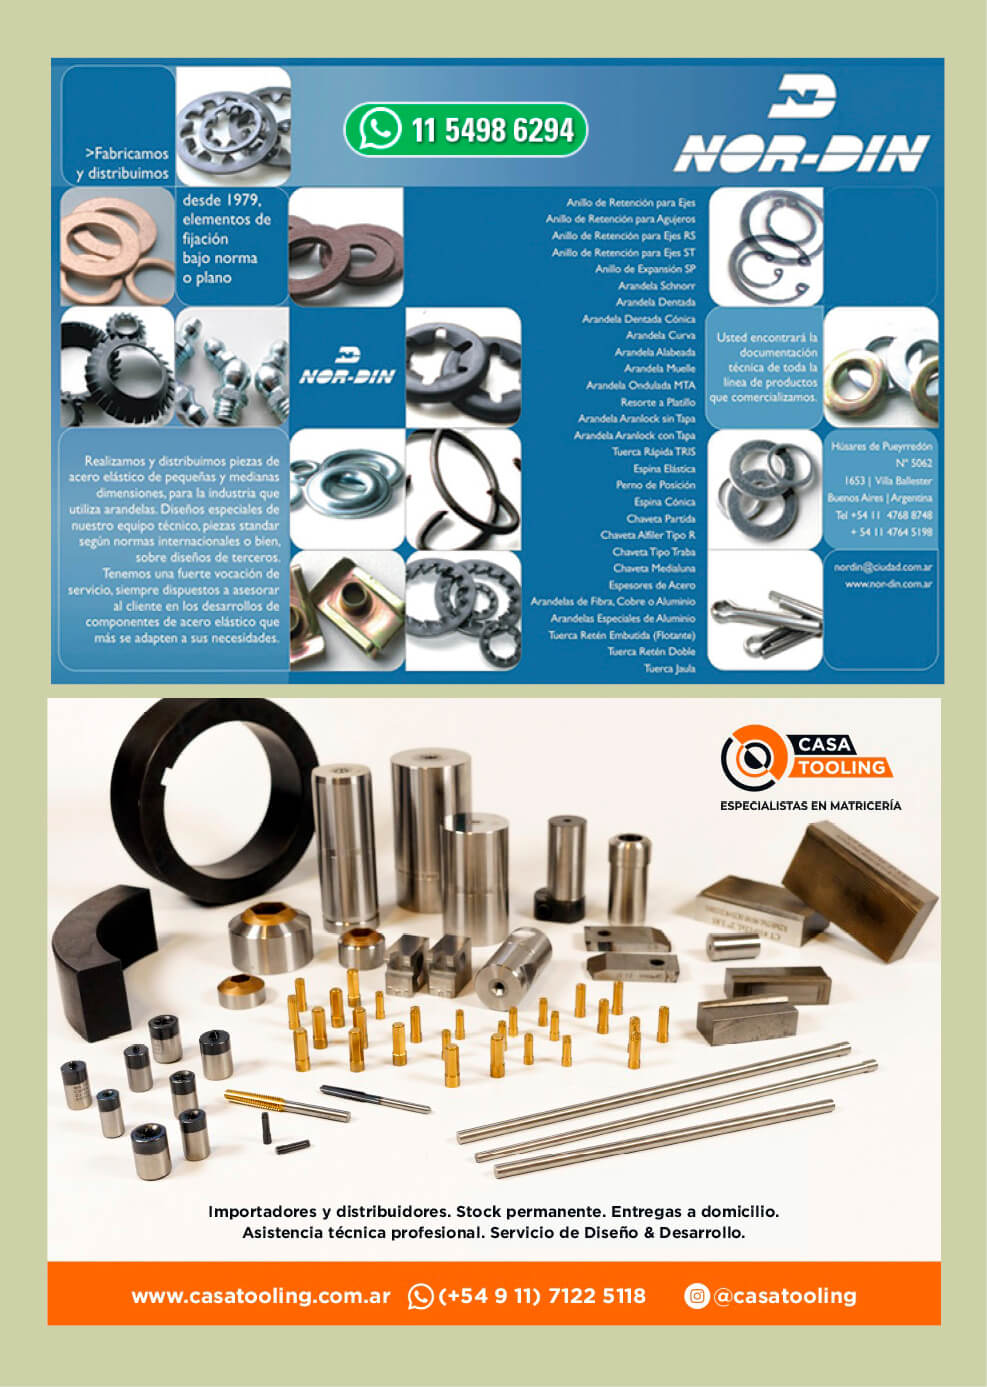 11 5498 6294
NOR-DIN
>Fabricamos
y distribuimos
desde 1979,
elementos de
fijación
bajo norma
o plano
NOR-DIN
Realizamos y distribuimos piezas de
acero elástico de pequeñas y medianas
dimensiones, para la industria que
utiliza arandelas. Diseños especiales de
nuestro equipo técnico, piezas standar
según normas internacionales o bien,
sobre diseños de terceros.
Tenemos una fuerte vocación de
servicio, siempre dispuestos a asesorar
al cliente en los desarrollos de
componentes de acero elástico que
más se adapten a sus necesidades.
Anillo de Retención para Ejes
Anillo de Retención para Agujeros
Anillo de Retención para Ejes RS
Anillo de Retención para Ejes ST
Anillo de Expansión SP
Arandela Schnorr
Arandela Dentada
Arandela Dentada Cónica
Arandela Curva
Arandela Alabeada
Arandela Muelle
Arandela Ondulada MTA
Resorte a Platillo
Arandela Aranlock sin Tapa
Arandela Aranlock con Tapa
Tuerca Rápida TRIS
Espina Elástica
Perno de Posición
Espina Cónica
Chaveta Partida
Chaveta Alfiler Tipo R
Chaveta Tipo Traba
Chaveta Medialuna
Espesores de Acero
Arandelas de Fibra, Cobre o Aluminio
Arandelas Especiales de Aluminio
Tuerca Retén Embutida (Flotante)
Tuerca Retén Doble
Tuerca Jaula
Usted encontrará la
documentación
técnica de toda la
línea de productos
que comercializamos.
Húsares de Pueyrredón
N° 5062
1653 | Villa Ballester
Buenos Aires | Argentina
Tel +54 11 4768 8748
+ 54 11 4764 5198
nordin@ciudad.com.ar
www.nor-din.com.ar
CASA
TOOLING
ESPECIALISTAS EN MATRICERÍA
Importadores y distribuidores. Stock permanente. Entregas a domicilio.
Asistencia técnica profesional. Servicio de Diseño & Desarrollo.
www.casatooling.com.ar (+54 9 11) 7122 5118 @casatooling